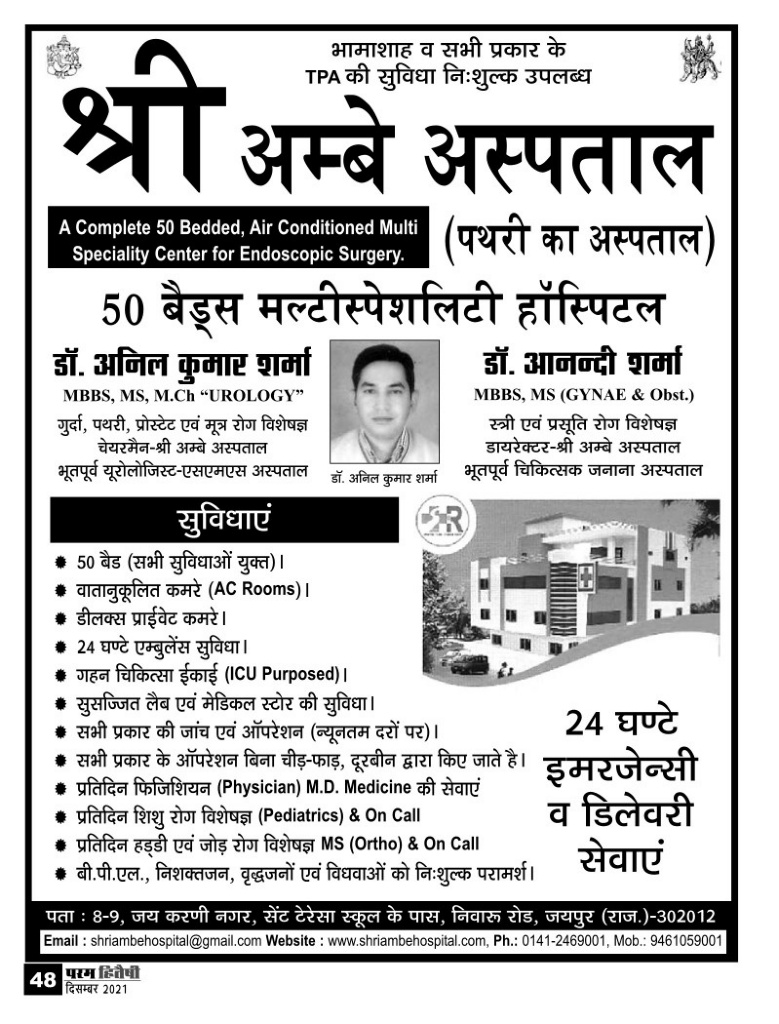 भामाशाह व सभी प्रकार के
TPA की सुविधा निःशुल्क उपलब्ध
श्री अम्बे अस्पताल
A Complete 50 Bedded, Air Conditioned Multi
Speciality Center for Endoscopic Surgery.
(पथरी का अस्पताल)
50 बैड्स मल्टीस्पेशलिटी हॉस्पिटल
डॉ. अनिल कुमार शर्मा
MBBS, MS, M.Ch “UROLOGY”
गुर्दा, पथरी, प्रोस्टेट एवं मूत्र रोग विशेषज्ञ
चेयरमैन-श्री अम्बे अस्पताल
भूतपूर्व यूरोलोजिस्ट-एसएमएस अस्पताल
डॉ. अनिल कुमार शर्मा
डॉ. आनन्दी शर्मा
MBBS, MS (GYNAE & Obst.)
स्त्री एवं प्रसूति रोग विशेषज्ञ
डायरेक्टर-श्री अम्बे अस्पताल
भूतपूर्व चिकित्सक जनाना अस्पताल
सुविधाएं
50 बैड (सभी सुविधाओं युक्त)।
वातानुकूलित कमरे (AC Rooms)।
डीलक्स प्राईवेट कमरे।
24 घण्टे एम्बुलेंस सुविधा।
गहन चिकित्सा ईकाई (ICU Purposed)।
सुसज्जित लैब एवं मेडिकल स्टोर की सुविधा।
सभी प्रकार की जांच एवं ऑपरेशन (न्यूनतम दरों पर)।
सभी प्रकार के ऑपरेशन बिना चीड़-फाड़, दूरबीन द्वारा किए जाते है।
प्रतिदिन फिजिशियन (Physician) M.D. Medicine की सेवाएं
प्रतिदिन शिशु रोग विशेषज्ञ (Pediatrics) & On Call
प्रतिदिन हड्डी एवं जोड़ रोग विशेषज्ञ MS (Ortho) & On Call
बी.पी.एल., निशक्तजन, वृद्धजनों एवं विधवाओं को निःशुल्क परामर्श।
24 घण्टे
इमरजेन्सी
व डिलेवरी
सेवाएं
पता : 8-9, जय करणी नगर, सेंट टेरेसा स्कूल के पास, निवारू रोड, जयपुर (राज.)-302012
Email : shriambehospital@gmail.com Website : www.shriambehospital.com, Ph.: 0141-2469001, Mob.: 9461059001
48 परम हितैषी
दिसम्बर 2021